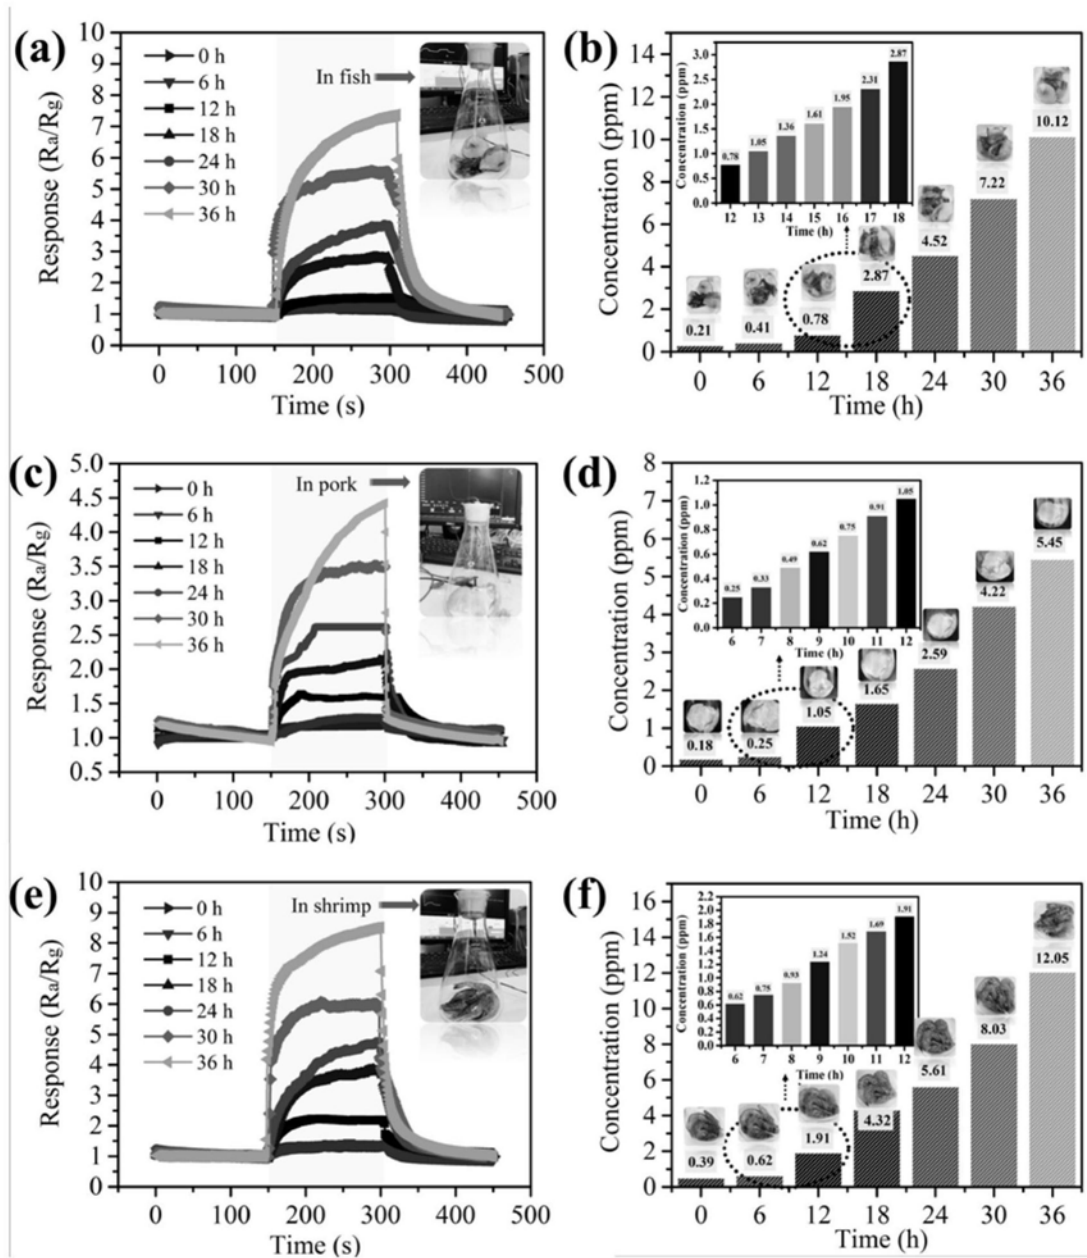 (a)
10
9
8
7
6
5
4
3
2
1
0
Response (Ra/Rg)
0 h
6 h
12 h
18 h
24 h
30 h
36 h
In fish
0 100 200 300 400 500
Time (s)
(b)
14
12
10
8
6
4
2
0
Concentration (ppm)
3.0
2.5
2.0
1.5
1.0
0.5
0.0
Concentration (ppm)
0.78 1.05 1.36 1.61 1.95 2.31 2.87
12 13 14 15 16 17 18
Time (h)
0.21 0.41 0.78 2.87 4.52 7.22 10.12
0 6 12 18 24 30 36
Time (h)
(c)
5.0
4.5
4.0
3.5
3.0
2.5
2.0
1.5
1.0
0.5
Response (Ra/Rg)
0 h
6 h
12 h
18 h
24 h
30 h
36 h
In pork
0 100 200 300 400 500
Time (s)
(d)
8
7
6
5
4
3
2
1
0
Concentration (ppm)
1.2
1.0
0.8
0.6
0.4
0.2
0.0
Concentration (ppm)
0.25 0.33 0.49 0.62 0.75 0.91 1.05
6 7 8 9 10 11 12
Time (h)
0.18 0.25 1.05 1.65 2.59 4.22 5.45
0 6 12 18 24 30 36
Time (h)
(e)
10
9
8
7
6
5
4
3
2
1
0
Response (Ra/Rg)
0 h
6 h
12 h
18 h
24 h
30 h
36 h
In shrimp
0 100 200 300 400 500
Time (s)
(f)
16
14
12
10
8
6
4
2
0
Concentration (ppm)
2.2
2.0
1.8
1.6
1.4
1.2
1.0
0.8
0.6
0.4
0.2
0.0
Concentration (ppm)
0.62 0.75 0.93 1.24 1.52 1.69 1.91
6 7 8 9 10 11 12
Time (h)
0.39 0.62 1.91 4.32 5.61 8.03 12.05
0 6 12 18 24 30 36
Time (h)